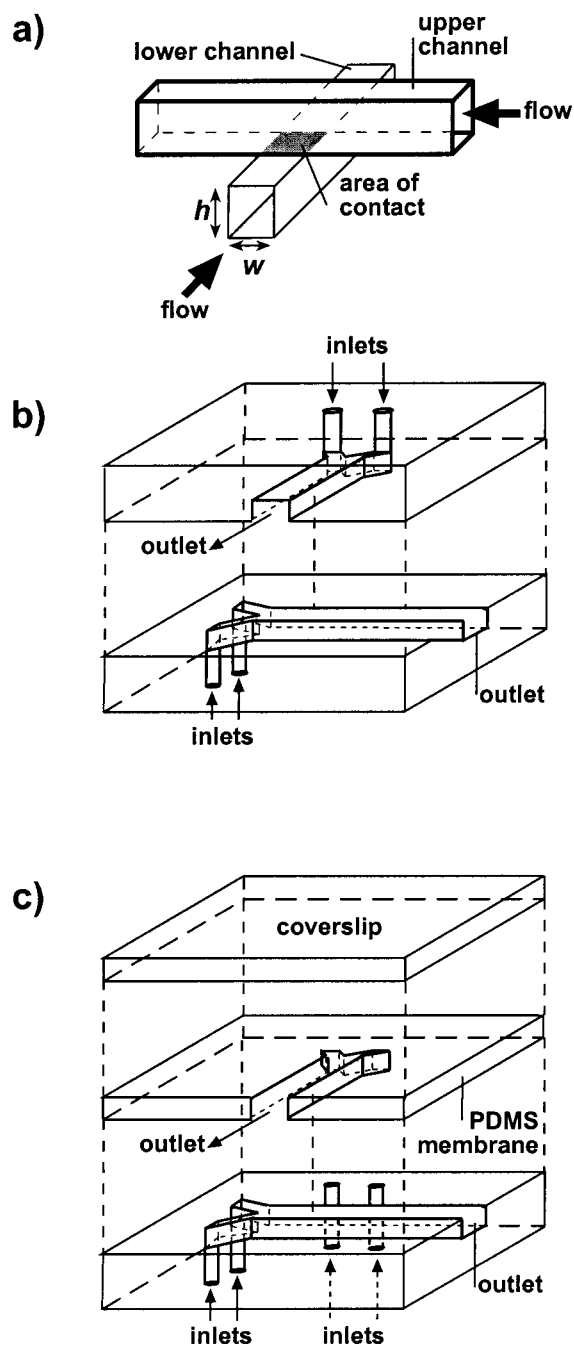 a)
upper
channel
lower channel
flow
area of
contact
h
w
flow
inlets
b)
outlet
outlet
inlets
c)
coverslip
PDMS
membrane
outlet
outlet
inlets
inlets